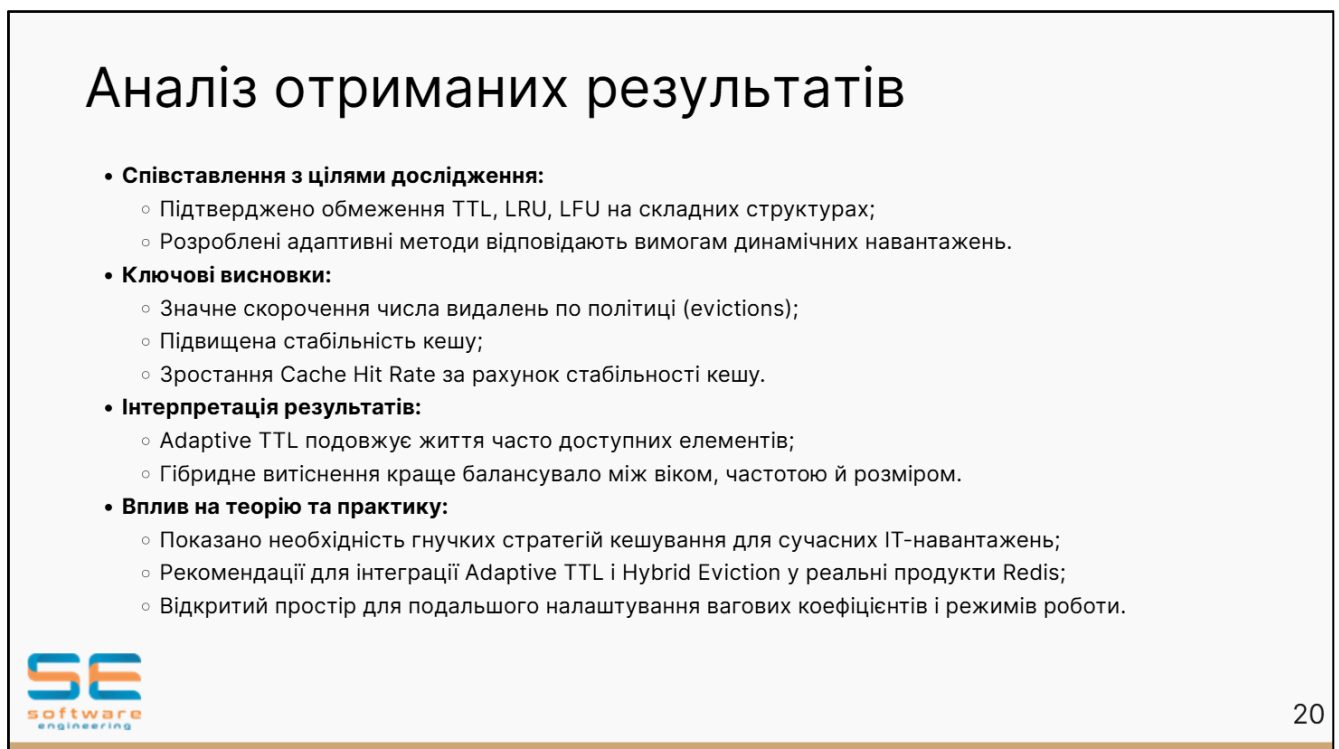 Аналіз отриманих результатів
• Співставлення з цілями дослідження:
◦ Підтверджено обмеження TTL, LRU, LFU на складних структурах;
◦ Розроблені адаптивні методи відповідають вимогам динамічних навантажень.
• Ключові висновки:
◦ Значне скорочення числа видалень по політиці (evictions);
◦ Підвищена стабільність кешу;
◦ Зростання Cache Hit Rate за рахунок стабільності кешу.
• Інтерпретація результатів:
◦ Adaptive TTL подовжує життя часто доступних елементів;
◦ Гібридне витіснення краще балансувало між віком, частотою й розміром.
• Вплив на теорію та практику:
◦ Показано необхідність гнучких стратегій кешування для сучасних ІТ-навантажень;
◦ Рекомендації для інтеграції Adaptive TTL і Hybrid Eviction у реальні продукти Redis;
◦ Відкритий простір для подальшого налаштування вагових коефіцієнтів і режимів роботи.
SE
software
engineering
20